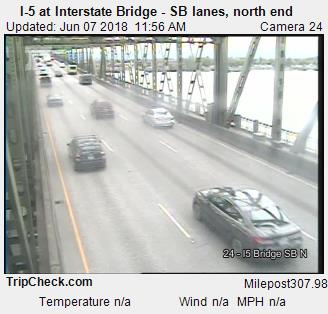 I-5 at Interstate Bridge - SB lanes, north end
Updated: Jun 07 2018 11:56 AM Camera 24
24 - I5 Bridge SB N
TripCheck.com Milepost307.98
Temperature n/a Wind n/a MPH n/a